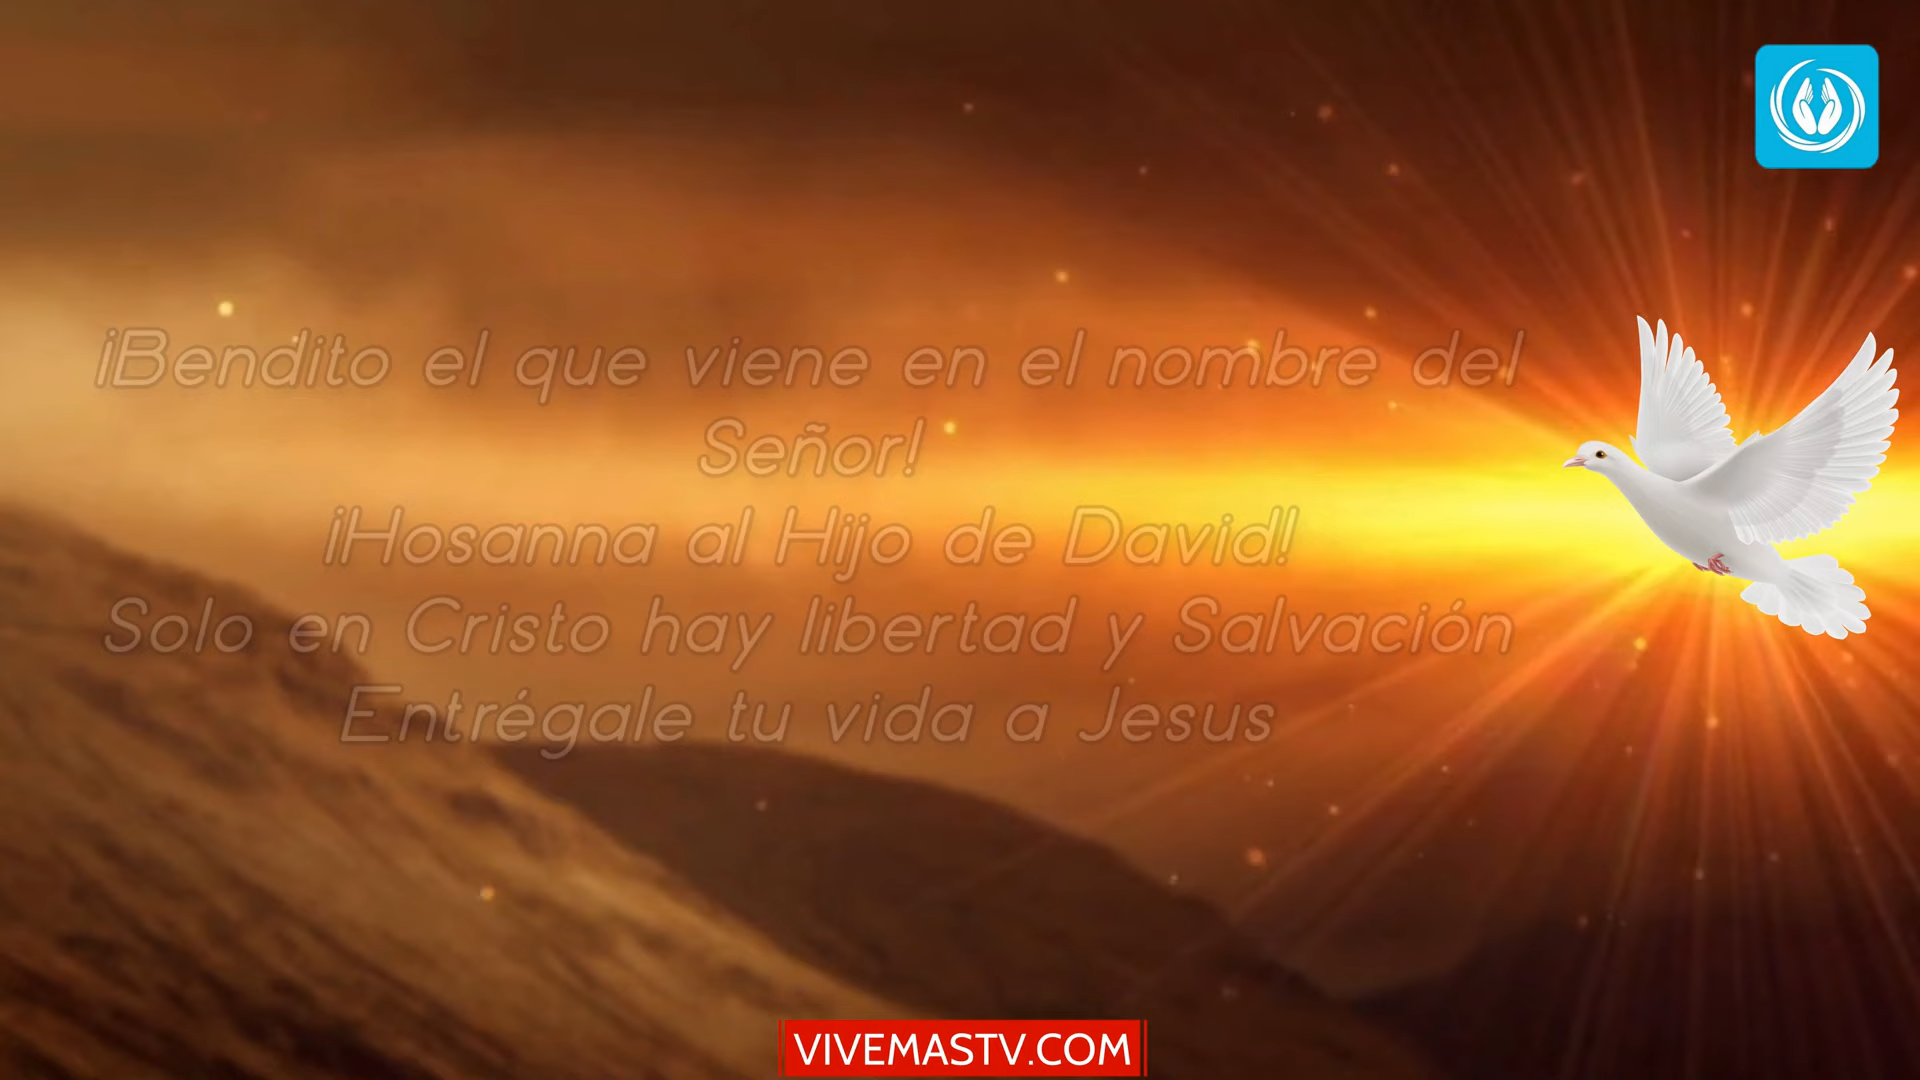 ¡Bendito el que viene en el nombre del
Señor!
¡Hosanna al Hijo de David!
Solo en Cristo hay libertad y Salvación
Entrégale tu vida a Jesus
VIVEMASTV.COM